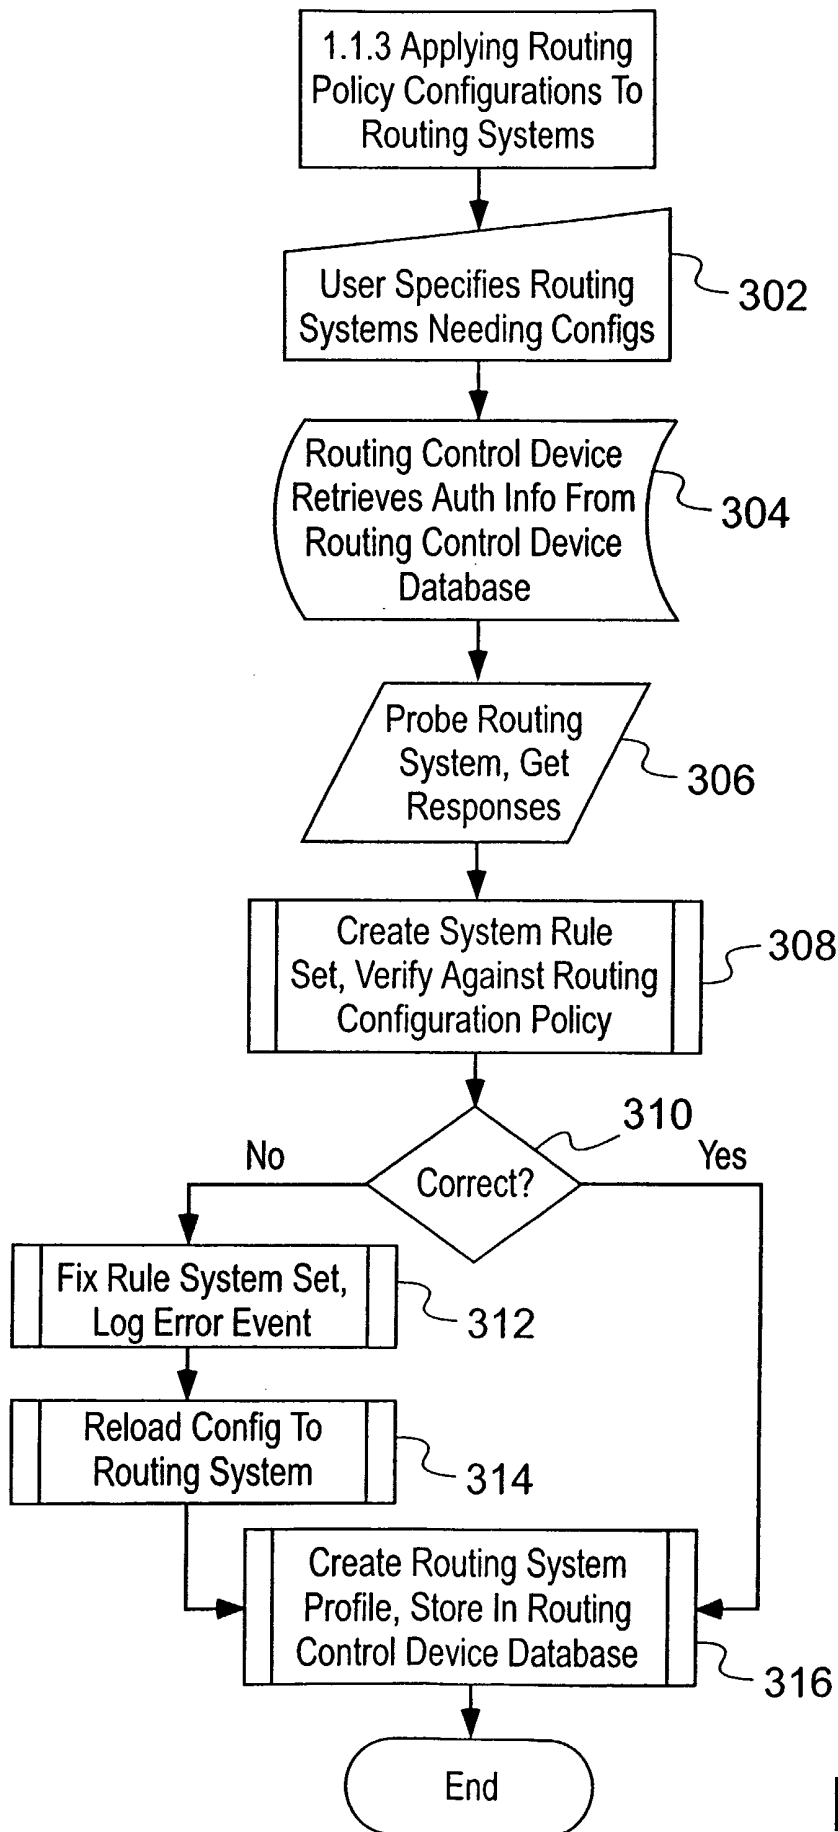 1.1.3 Applying Routing
Policy Configurations To
Routing Systems
User Specifies Routing
Systems Needing Configs
302
Routing Control Device
Retrieves Auth Info From
Routing Control Device
Database
304
Probe Routing
System, Get
Responses
306
Create System Rule
Set, Verify Against Routing
Configuration Policy
308
310
No
Correct?
Yes
Fix Rule System Set,
Log Error Event
312
Reload Config To
Routing System
314
Create Routing System
Profile, Store In Routing
Control Device Database
316
End